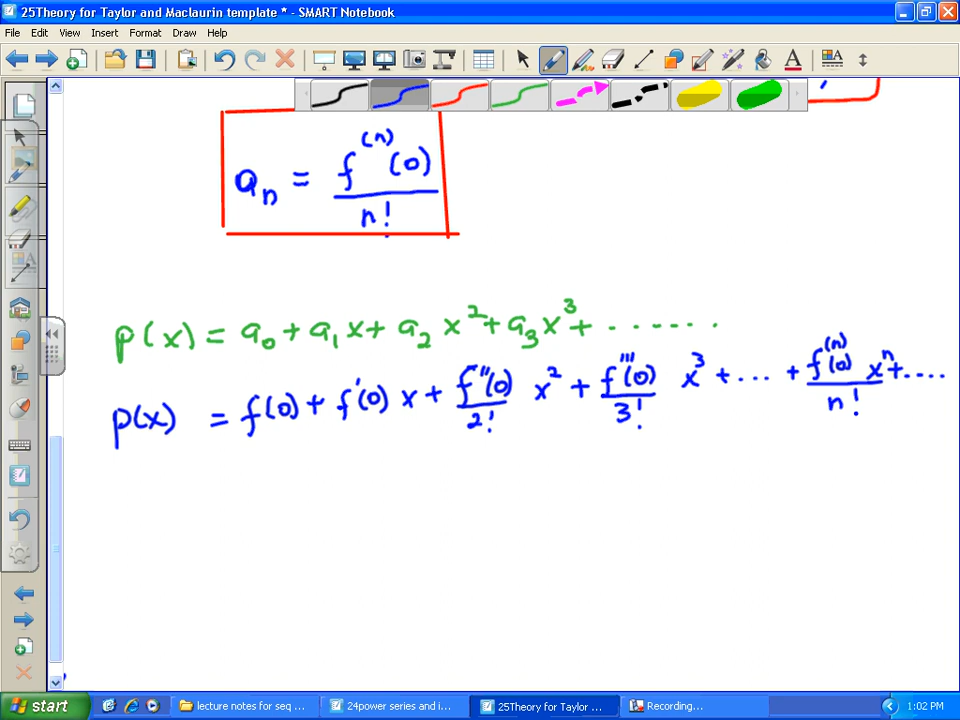 25Theory for Taylor and Maclaurin template * - SMART Notebook
File Edit View Insert Format Draw Help
aₙ = f⁽ⁿ⁾(0) / n!
p(x) = a₀ + a₁x + a₂x² + a₃x³ + .......
p(x) = f(0) + f'(0) x + f''(0)/2! x² + f'''(0)/3! x³ + ... + f⁽ⁿ⁾(0)/n! xⁿ + ....
start lecture notes for seq ... 24power series and i... 25Theory for Taylor ... Recording... 1:02 PM